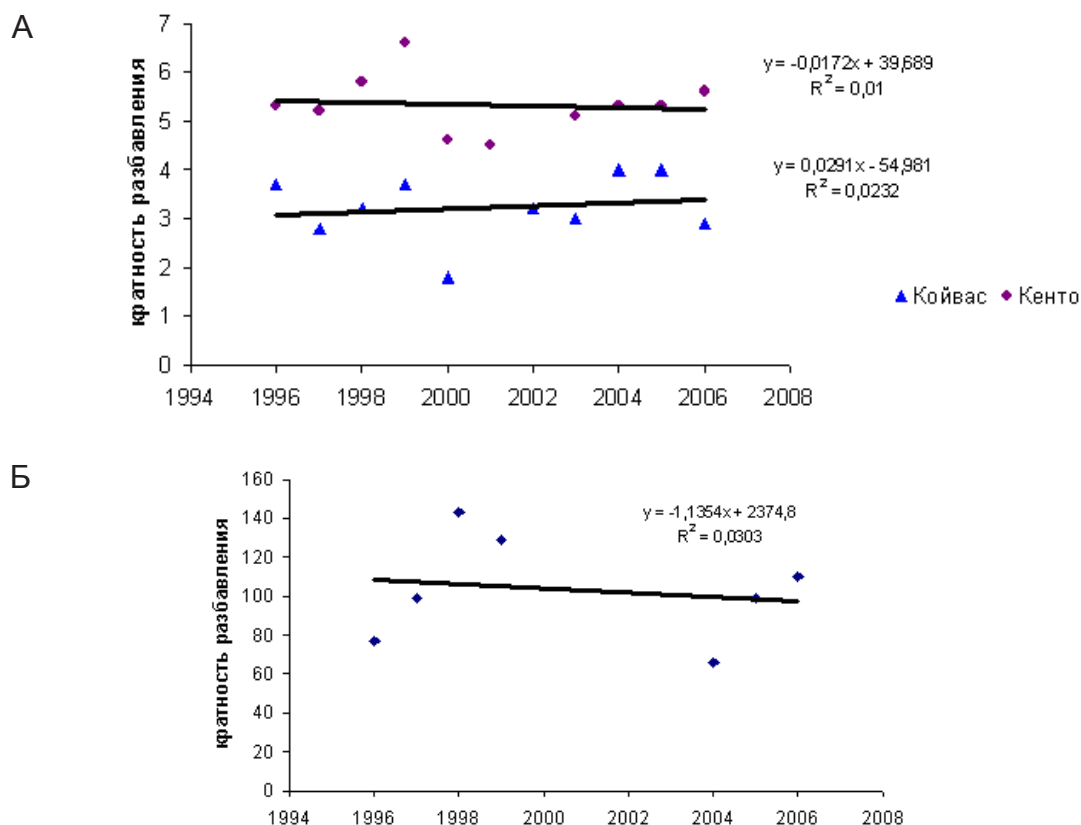 А
кратность разбавления
7
6
5
4
3
2
1
0
y = -0,0172x + 39,689
R² = 0,01
y = 0,0291x - 54,981
R² = 0,0232
Койвас Кенто
1994 1996 1998 2000 2002 2004 2006 2008
Б
кратность разбавления
160
140
120
100
80
60
40
20
0
y = -1,1354x + 2374,8
R² = 0,0303
1994 1996 1998 2000 2002 2004 2006 2008